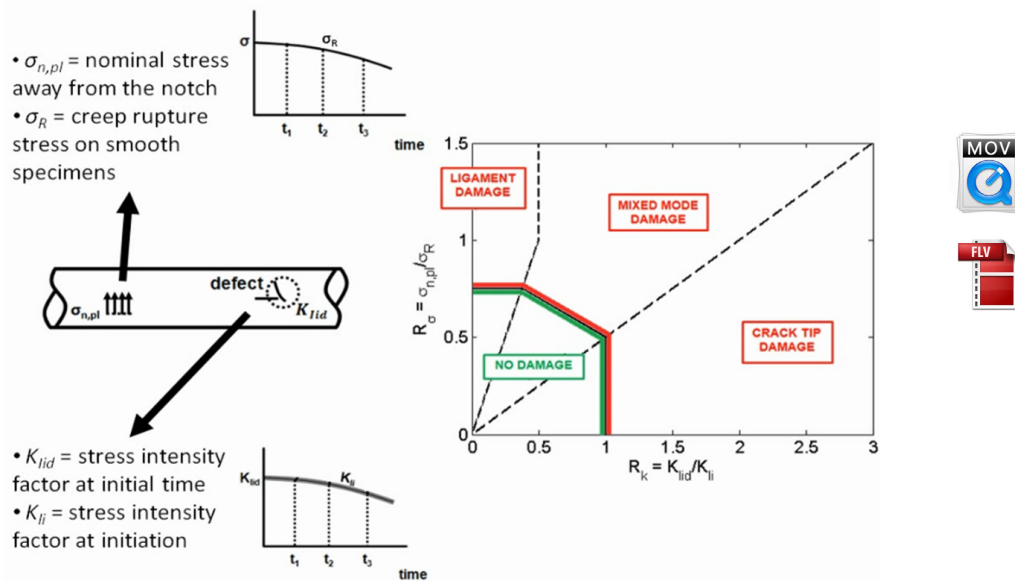 • σn,pl = nominal stress
away from the notch
• σR = creep rupture
stress on smooth
specimens
σ
σR
t1 t2 t3
time
σn,pl
defect
KIid
• KIid = stress intensity
factor at initial time
• KIi = stress intensity
factor at initiation
KIid
KIi
t1 t2 t3
time
1.5
1
0.5
0
Rσ = σn,pl/σR
LIGAMENT
DAMAGE
MIXED MODE
DAMAGE
NO DAMAGE
CRACK TIP
DAMAGE
0 0.5 1 1.5 2 2.5 3
Rk = KIid/KIi
MOV
FLV